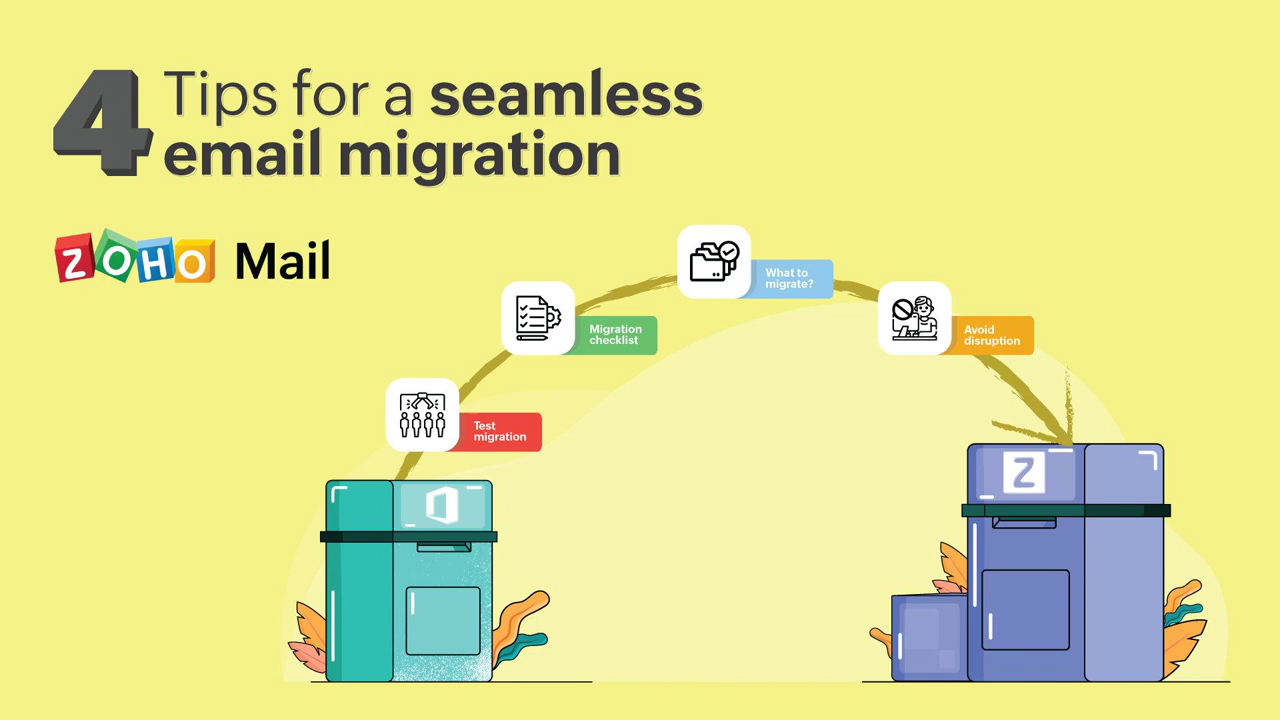 4 Tips for a seamless
email migration
ZOHO Mail
What to
migrate?
Migration
checklist
Avoid
disruption
Test
migration
Z